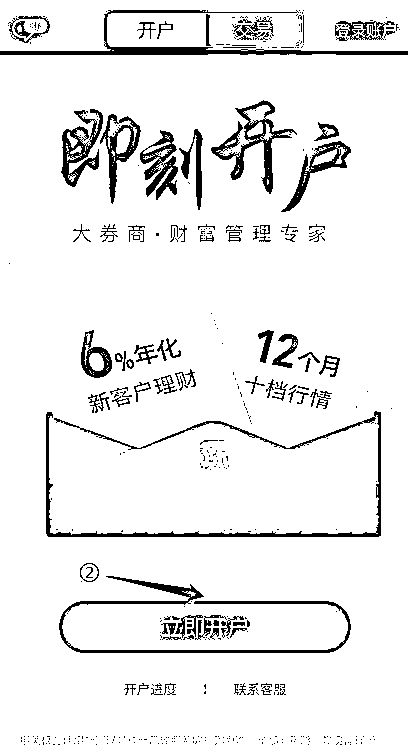 开户 交易 登录账户
即刻开户
大券商·财富管理专家
6%年化 12个月
新客户理财 十档行情
②
立即开户
开户进度 | 联系客服